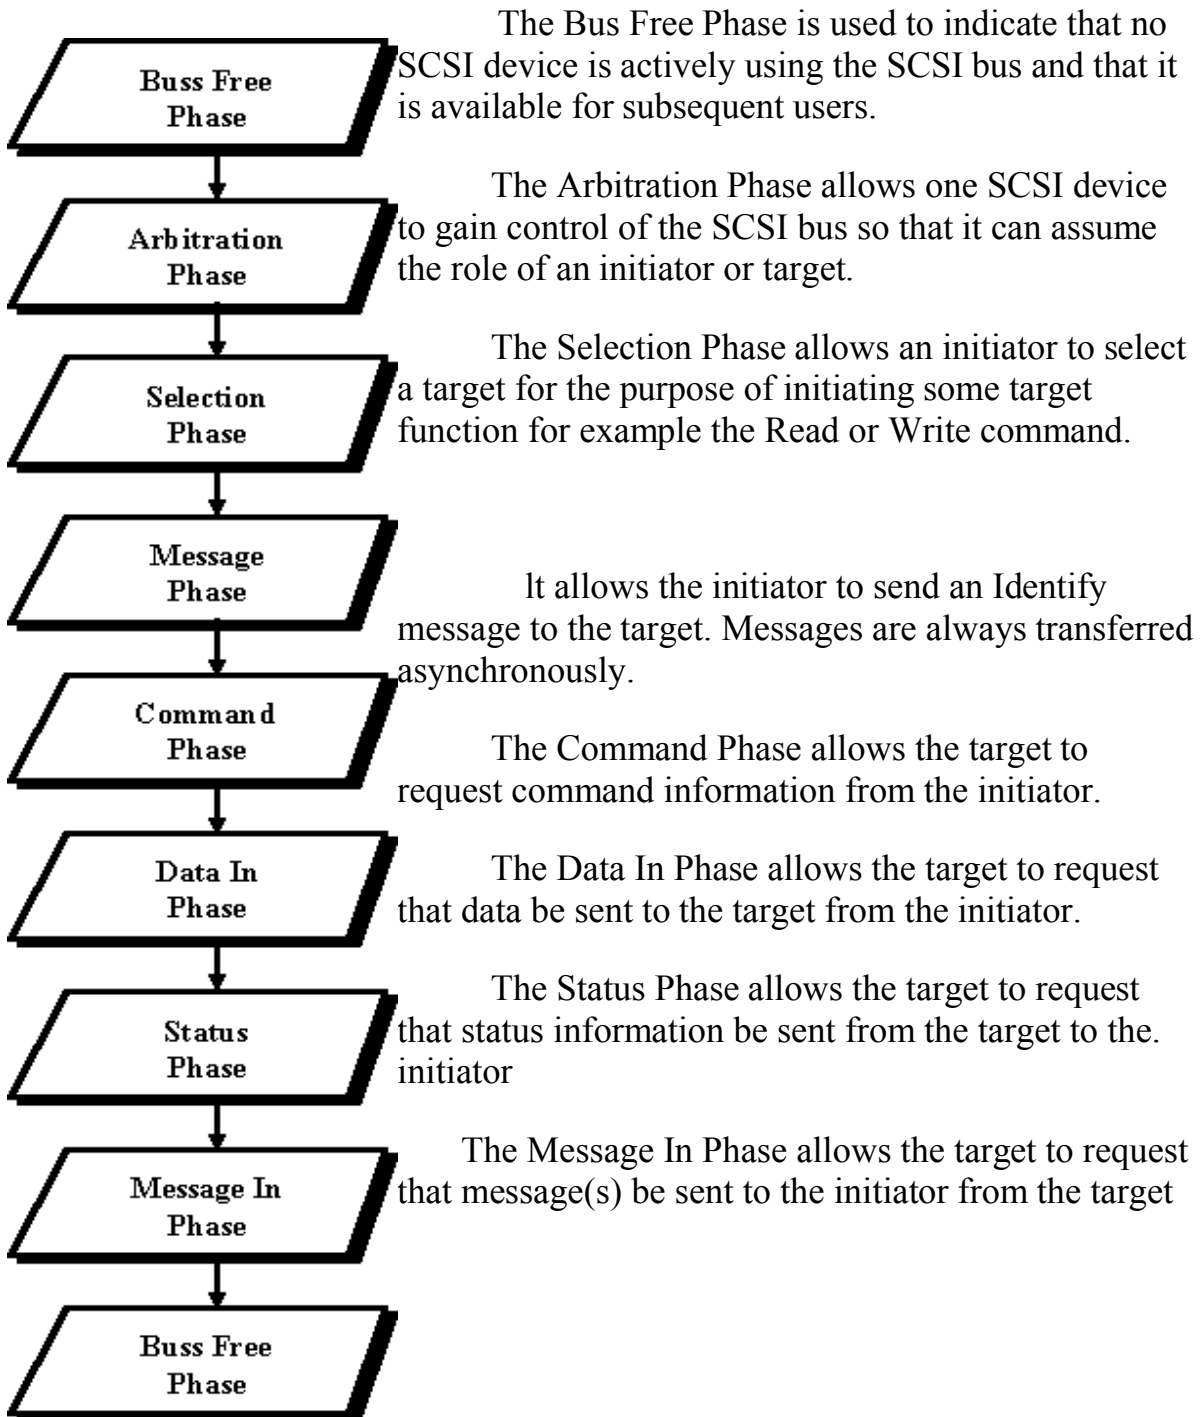 The Bus Free Phase is used to indicate that no
SCSI device is actively using the SCSI bus and that it
is available for subsequent users.
Buss Free
Phase
The Arbitration Phase allows one SCSI device
to gain control of the SCSI bus so that it can assume
the role of an initiator or target.
Arbitration
Phase
The Selection Phase allows an initiator to select
a target for the purpose of initiating some target
function for example the Read or Write command.
Selection
Phase
Message
Phase
lt allows the initiator to send an Identify
message to the target. Messages are always transferred
asynchronously.
Command
Phase
The Command Phase allows the target to
request command information from the initiator.
Data In
Phase
The Data In Phase allows the target to request
that data be sent to the target from the initiator.
Status
Phase
The Status Phase allows the target to request
that status information be sent from the target to the.
initiator
Message In
Phase
The Message In Phase allows the target to request
that message(s) be sent to the initiator from the target
Buss Free
Phase